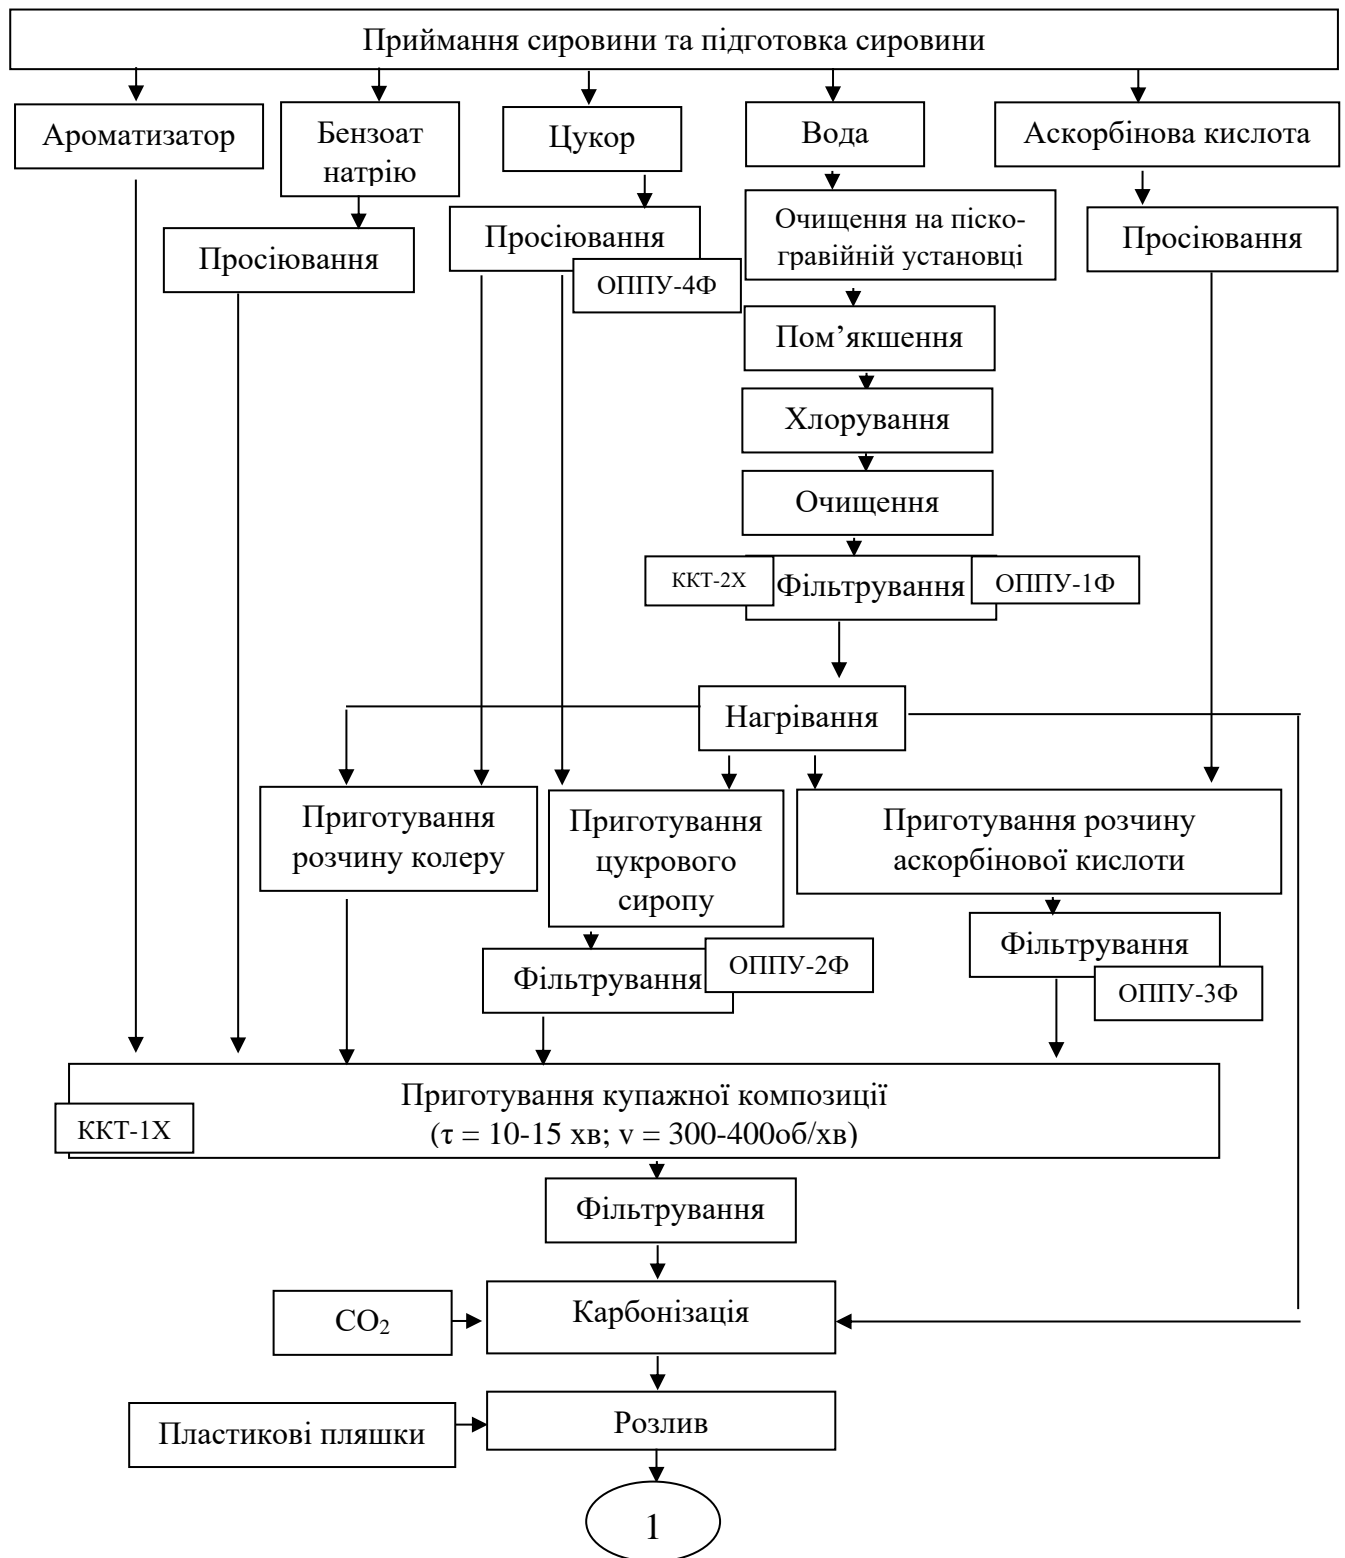 Приймання сировини та підготовка сировини
Ароматизатор
Бензоат
натрію
Цукор
Вода
Аскорбінова кислота
Просіювання
Просіювання
ОППУ-4Ф
Очищення на піско-
гравійній установці
Просіювання
Пом’якшення
Хлорування
Очищення
ККТ-2Х
Фільтрування
ОППУ-1Ф
Нагрівання
Приготування
розчину колеру
Приготування
цукрового
сиропу
Приготування розчину
аскорбінової кислоти
Фільтрування
ОППУ-2Ф
Фільтрування
ОППУ-3Ф
Приготування купажної композиції
(τ = 10-15 хв; v = 300-400об/хв)
ККТ-1Х
Фільтрування
CO₂
Карбонізація
Пластикові пляшки
Розлив
1